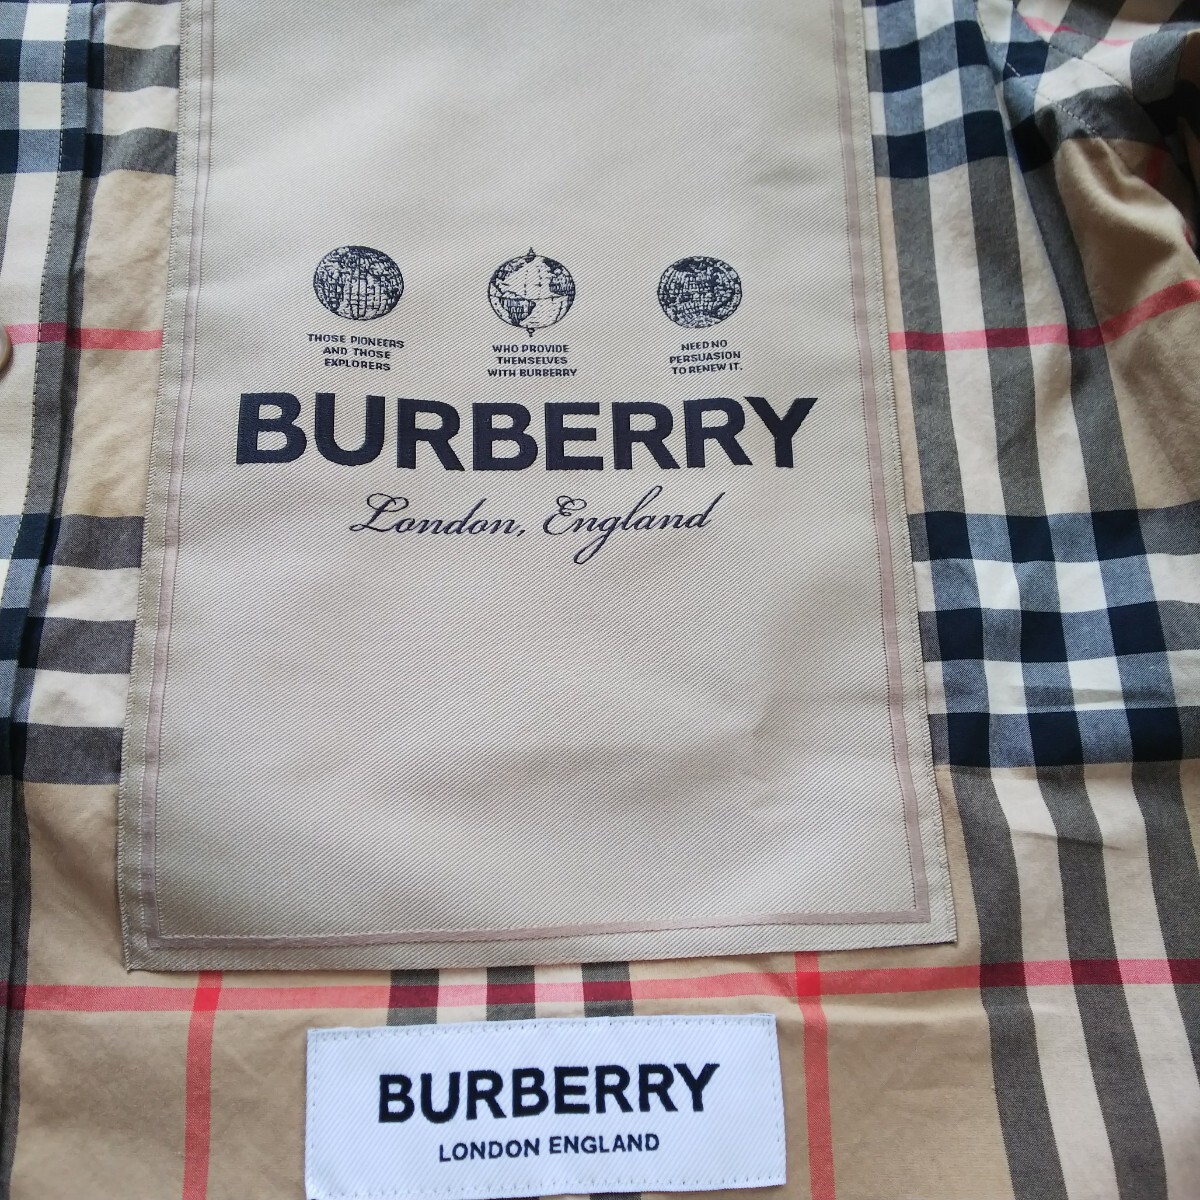 THOSE PIONEERS
AND THOSE
EXPLORERS
WHO PROVIDE
THEMSELVES
WITH BURBERRY
NEED NO
PERSUASION
TO RENEW IT.
BURBERRY
London, England
BURBERRY
LONDON ENGLAND